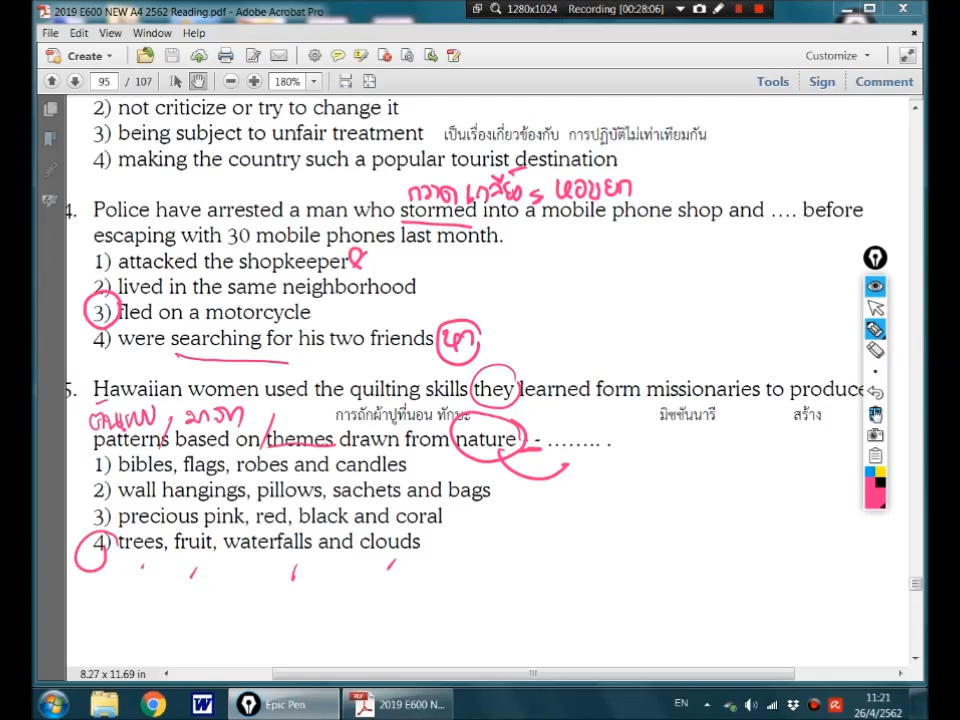 2019 E600 NEW A4 2562 Reading.pdf - Adobe Acrobat Pro
1280x1024 Recording [00:28:06]
File Edit View Window Help
Create Customize
95 / 107 180% Tools Sign Comment
2) not criticize or try to change it
3) being subject to unfair treatment เป็นเรื่องเกี่ยวข้องกับ การปฏิบัติไม่เท่าเทียมกัน
4) making the country such a popular tourist destination
4. Police have arrested a man who stormed into a mobile phone shop and .... before
escaping with 30 mobile phones last month.
1) attacked the shopkeeper
2) lived in the same neighborhood
3) fled on a motorcycle
4) were searching for his two friends หา
5. Hawaiian women used the quilting skills they learned form missionaries to produce
การถักผ้าปูที่นอน ทักษะ มิชชันนารี สร้าง
patterns based on themes drawn from nature - ........ .
1) bibles, flags, robes and candles
2) wall hangings, pillows, sachets and bags
3) precious pink, red, black and coral
4) trees, fruit, waterfalls and clouds
8.27 x 11.69 in
Epic Pen 2019 E600 N... EN 11:21
26/4/2562